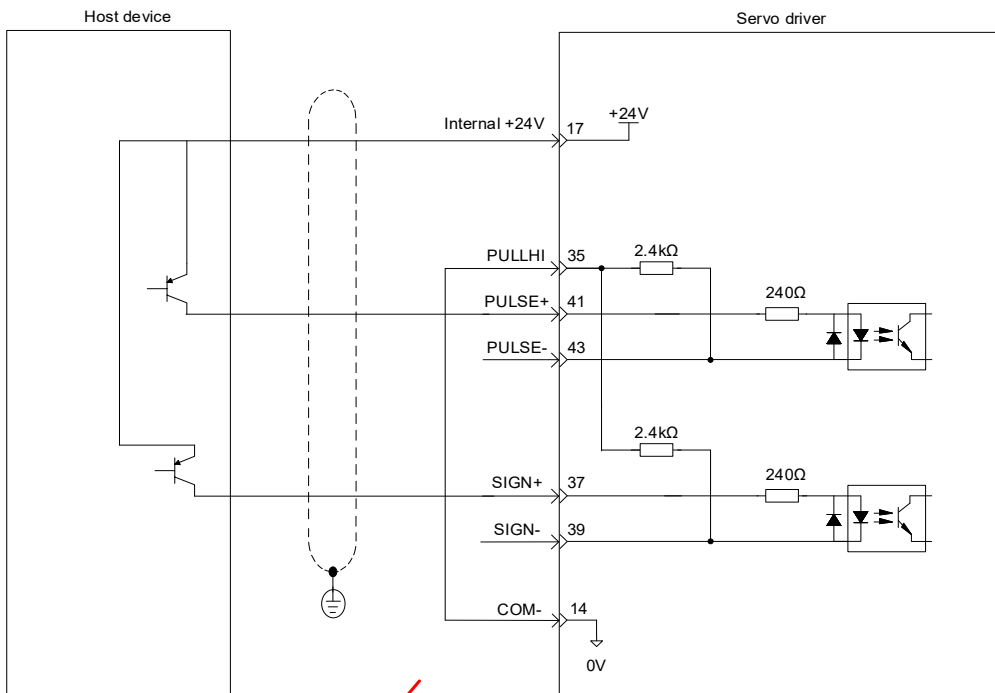 Host device
Servo driver
Internal +24V
17
+24V
PULLHI
35
2.4kΩ
PULSE+
41
240Ω
PULSE-
43
2.4kΩ
SIGN+
37
240Ω
SIGN-
39
COM-
14
0V